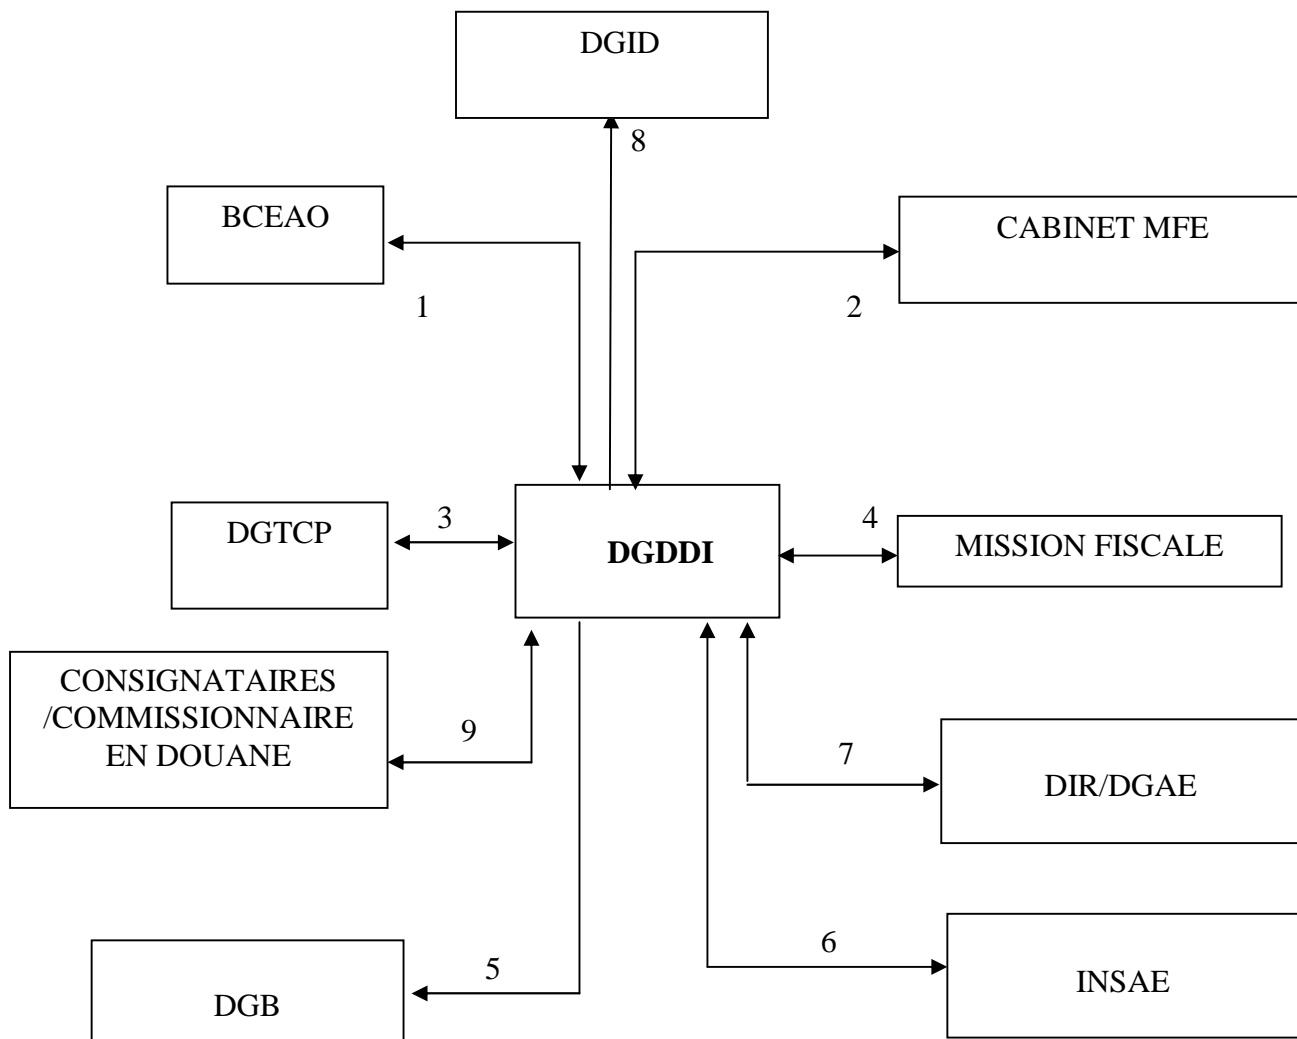 DGID
8
BCEAO
CABINET MFE
1
2
DGTCP
3
DGDDI
4
MISSION FISCALE
CONSIGNATAIRES
/COMMISSIONNAIRE
EN DOUANE
9
7
DIR/DGAE
6
INSAE
5
DGB